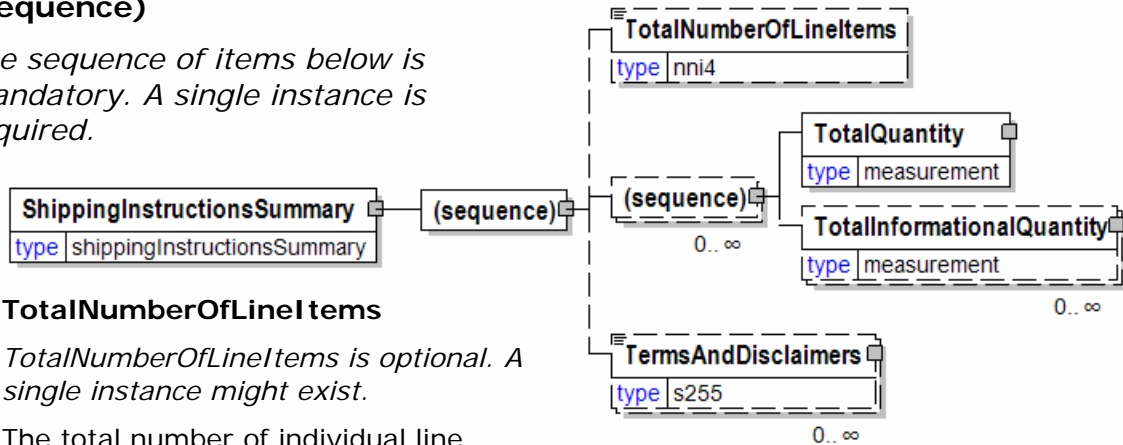 equence)
e sequence of items below is
andatory. A single instance is
quired.
ShippingInstructionsSummary
type shippingInstructionsSummary
(sequence)
TotalNumberOfLineItems
type nni4
(sequence)
0.. ∞
TotalQuantity
type measurement
TotalInformationalQuantity
type measurement
0.. ∞
TermsAndDisclaimers
type s255
0.. ∞
TotalNumberOfLineItems
TotalNumberOfLineItems is optional. A
single instance might exist.
The total number of individual line